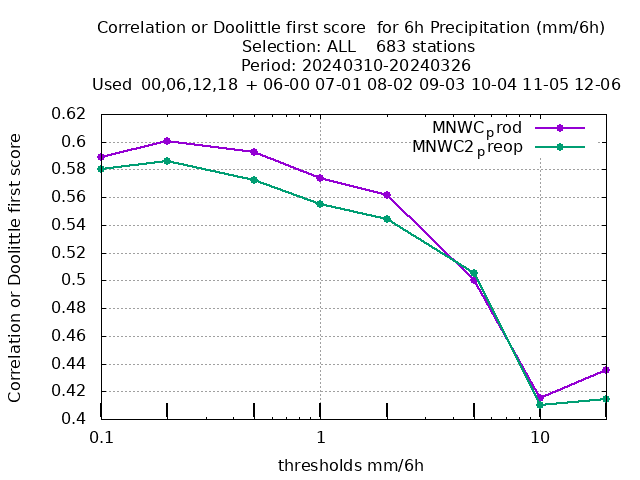 Correlation or Doolittle first score  for 6h Precipitation (mm/6h)
Selection: ALL    683 stations
Period: 20240310-20240326
Used  00,06,12,18  + 06-00 07-01 08-02 09-03 10-04 11-05 12-06
MNWCprod
MNWC2preop
Correlation or Doolittle first score
0.62
0.6
0.58
0.56
0.54
0.52
0.5
0.48
0.46
0.44
0.42
0.4
0.1 1 10
thresholds mm/6h